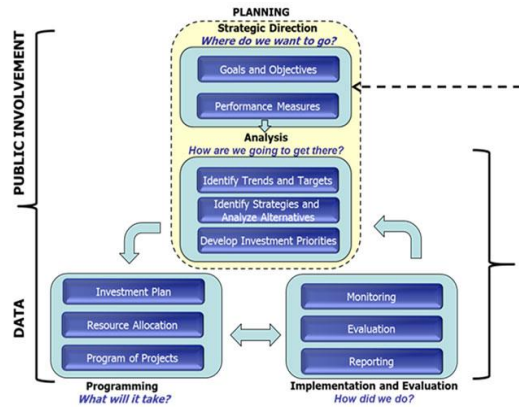 PLANNING
Strategic Direction
Where do we want to go?
Goals and Objectives
Performance Measures
Analysis
How are we going to get there?
Identify Trends and Targets
Identify Strategies and
Analyze Alternatives
Develop Investment Priorities
PUBLIC INVOLVEMENT
DATA
Investment Plan
Resource Allocation
Program of Projects
Programming
What will it take?
Monitoring
Evaluation
Reporting
Implementation and Evaluation
How did we do?